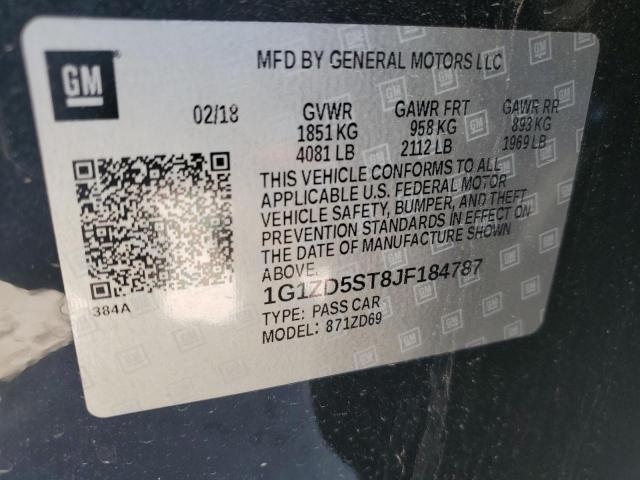 GM
MFD BY GENERAL MOTORS LLC
02/18 GVWR GAWR FRT GAWR RR
1851 KG 958 KG 893 KG
4081 LB 2112 LB 1969 LB
THIS VEHICLE CONFORMS TO ALL
APPLICABLE U.S. FEDERAL MOTOR
VEHICLE SAFETY, BUMPER, AND THEFT
PREVENTION STANDARDS IN EFFECT ON
THE DATE OF MANUFACTURE SHOWN
ABOVE.
384A
1G1ZD5ST8JF184787
TYPE: PASS CAR
MODEL: 871ZD69